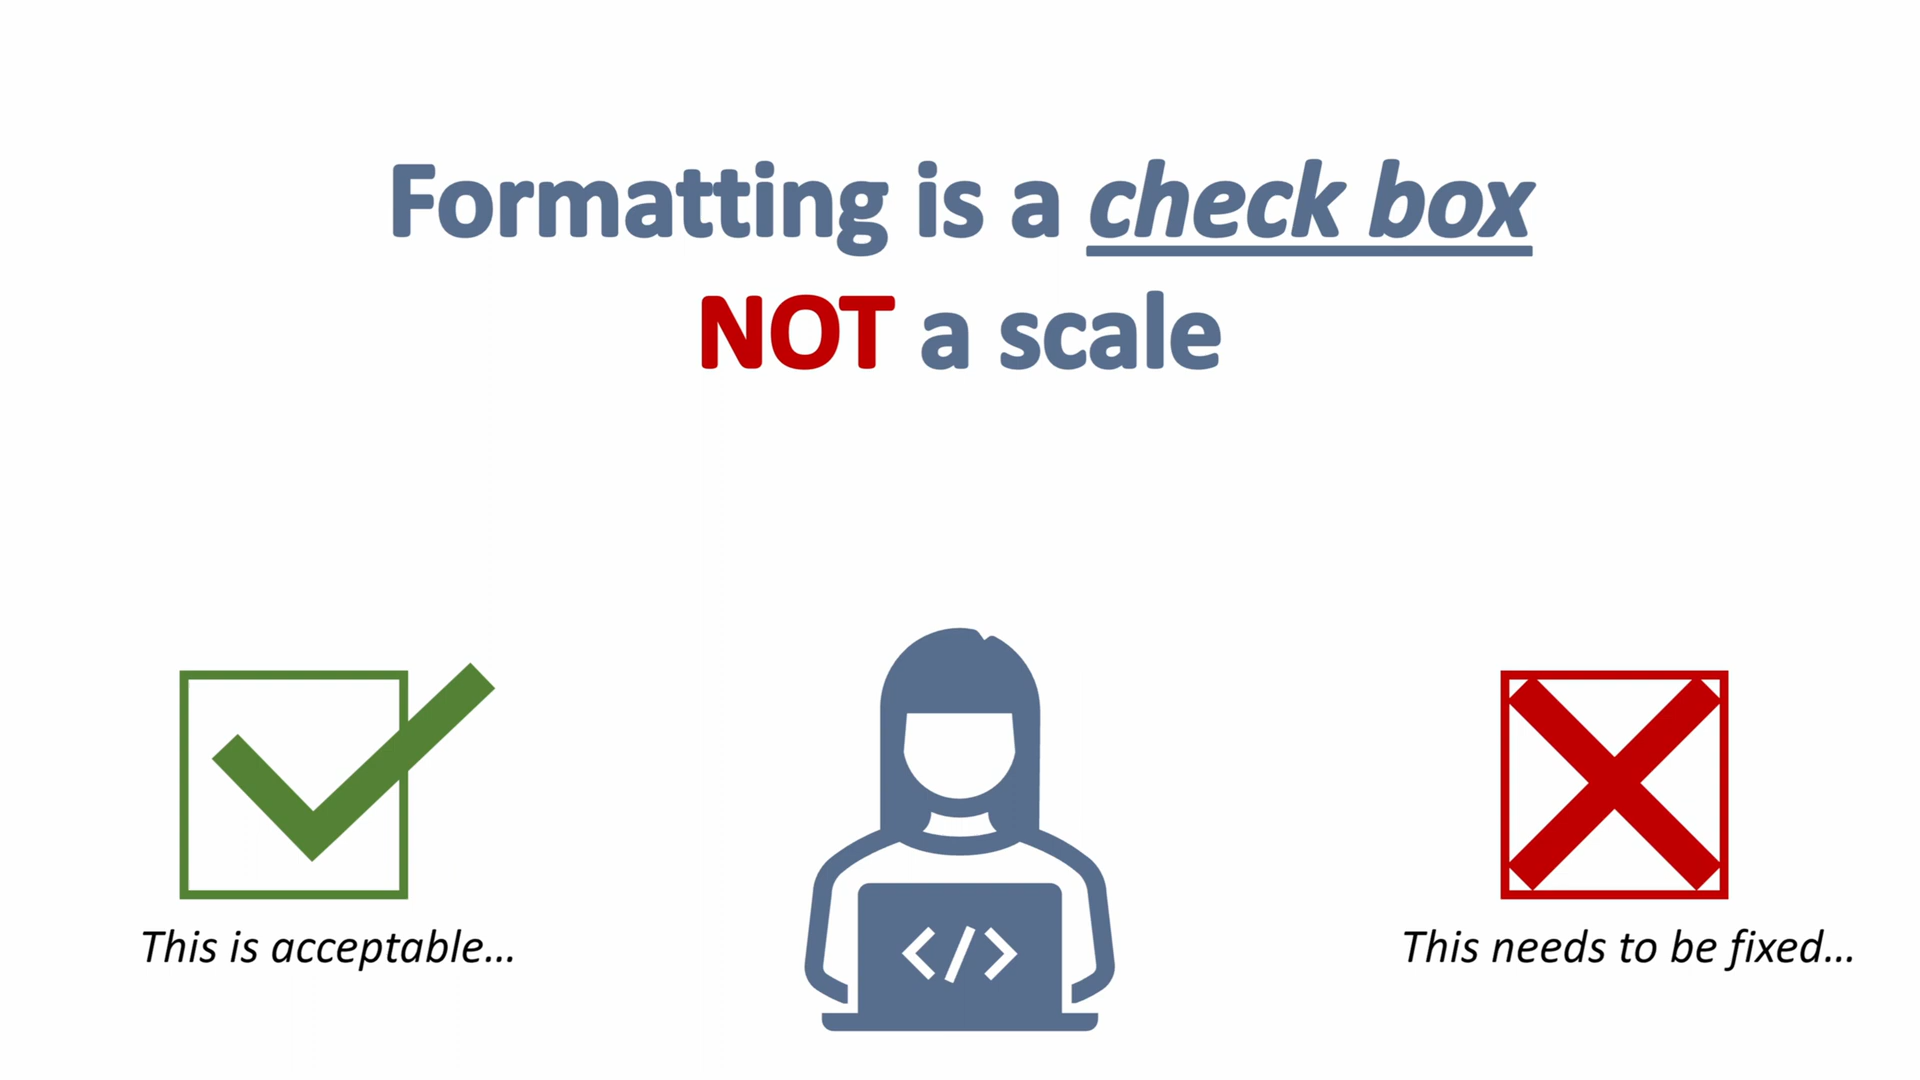 Formatting is a check box
NOT a scale
</>
This is acceptable...
This needs to be fixed...